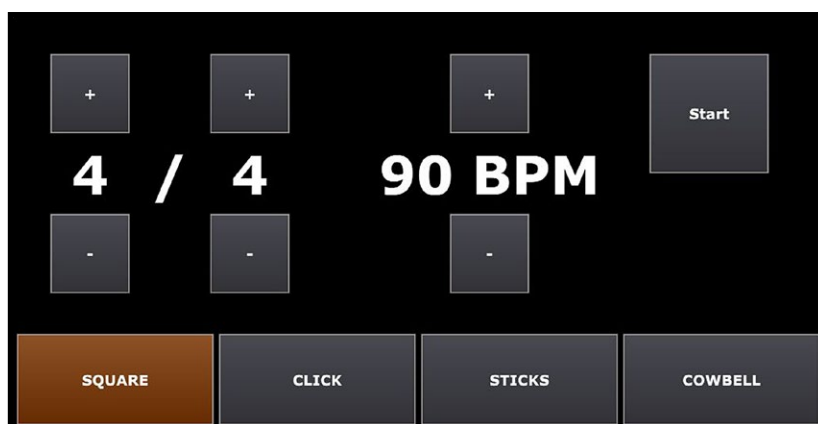 + + + Start
4 / 4 90 BPM
- - -
SQUARE CLICK STICKS COWBELL